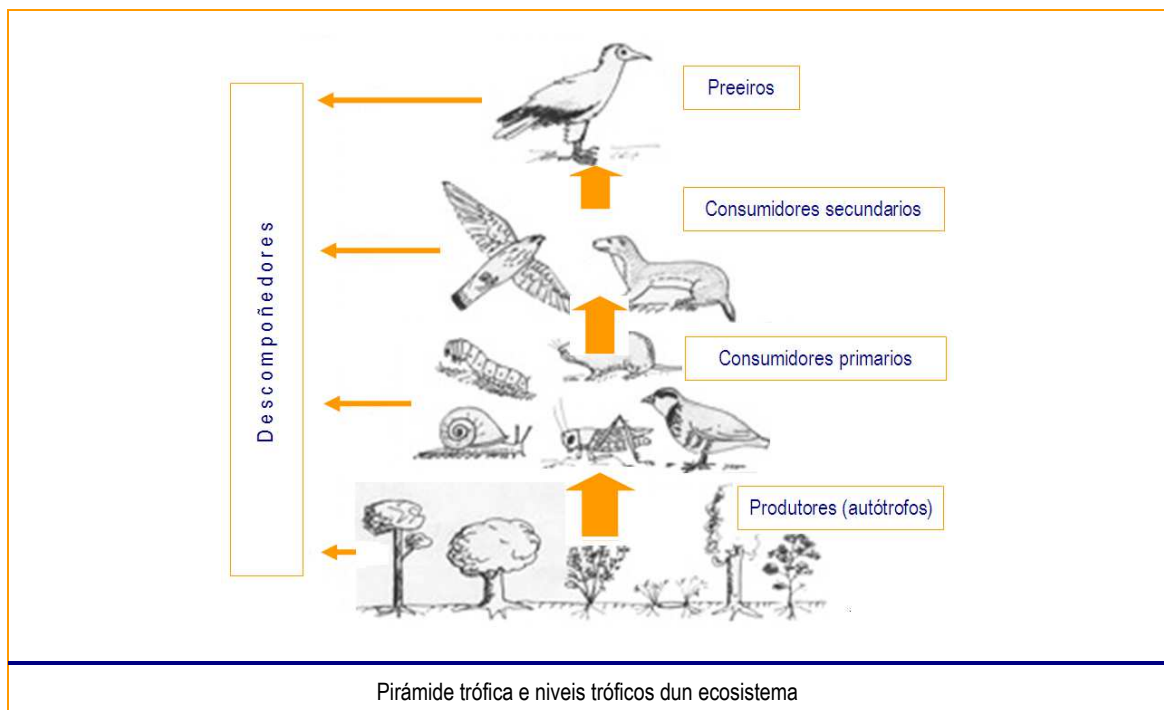 Preeiros
Consumidores secundarios
Descompoñedores
Consumidores primarios
Produtores (autótrofos)
Pirámide trófica e niveis tróficos dun ecosistema